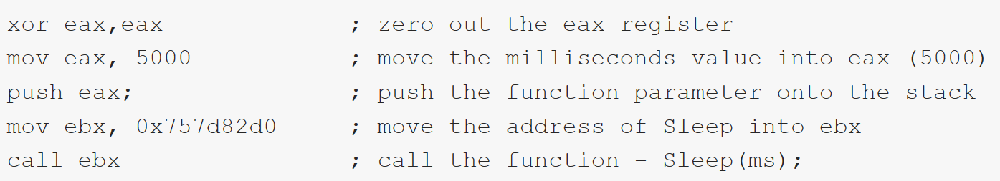 xor eax,eax ; zero out the eax register
mov eax, 5000 ; move the milliseconds value into eax (5000)
push eax; ; push the function parameter onto the stack
mov ebx, 0x757d82d0 ; move the address of Sleep into ebx
call ebx ; call the function - Sleep(ms);